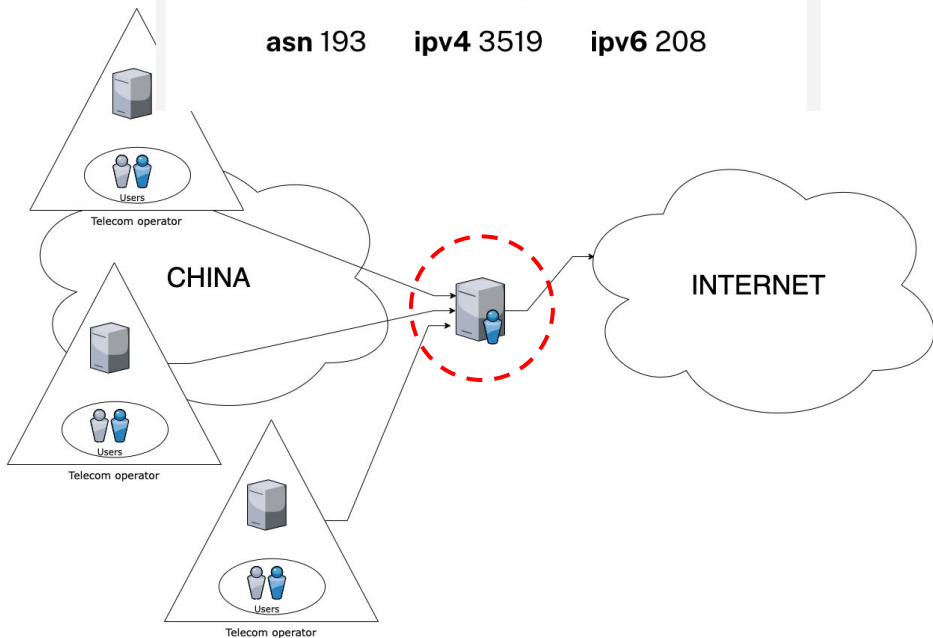 asn 193 ipv4 3519 ipv6 208
Users
Telecom operator
CHINA
INTERNET
Users
Telecom operator
Users
Telecom operator